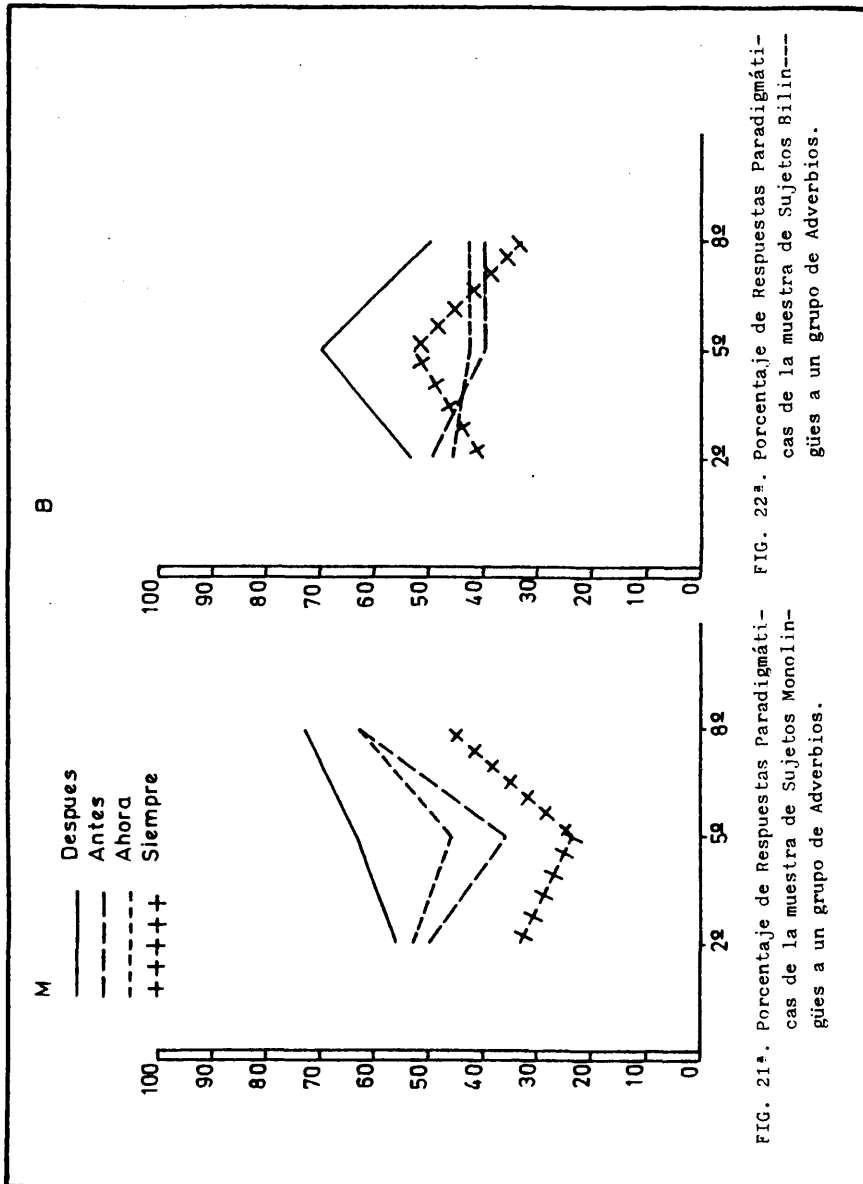 M
Despues
Antes
Ahora
Siempre
100
90
80
70
60
50
40
30
20
10
0
2º
5º
8º
FIG. 21ª. Porcentaje de Respuestas Paradigmáti-
cas de la muestra de Sujetos Monolin-
gües a un grupo de Adverbios.
B
100
90
80
70
60
50
40
30
20
10
0
2º
5º
8º
FIG. 22ª. Porcentaje de Respuestas Paradigmáti-
cas de la muestra de Sujetos Bilin---
gües a un grupo de Adverbios.